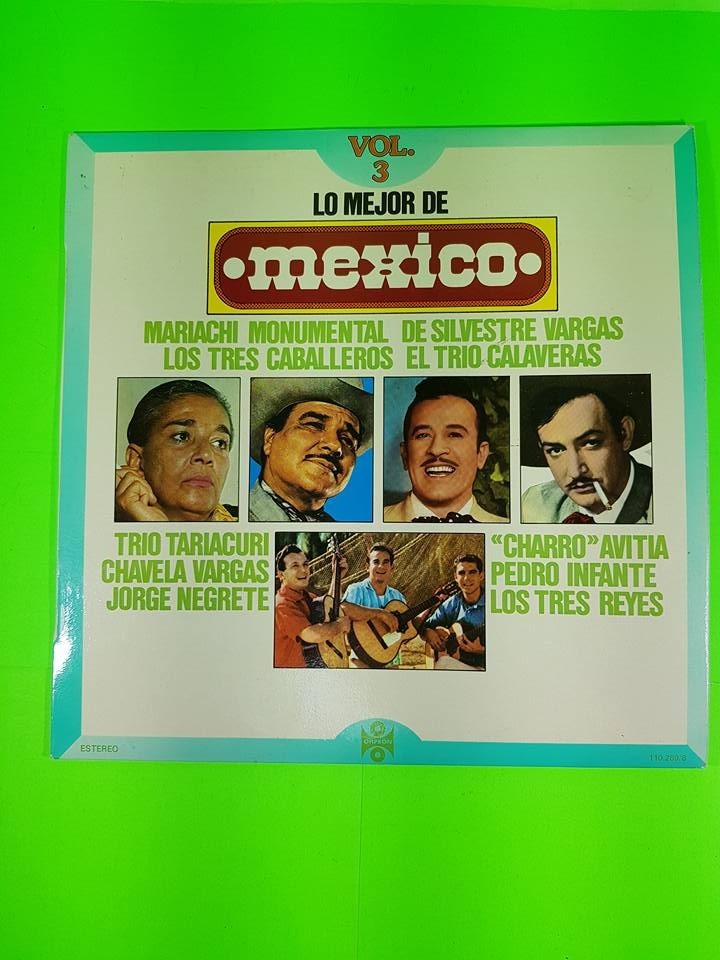 VOL.
3
LO MEJOR DE
•mexico•
MARIACHI MONUMENTAL DE SILVESTRE VARGAS
LOS TRES CABALLEROS EL TRIO CALAVERAS
TRIO TARIACURI
CHAVELA VARGAS
JORGE NEGRETE
«CHARRO» AVITIA
PEDRO INFANTE
LOS TRES REYES
ESTEREO
ORFEON